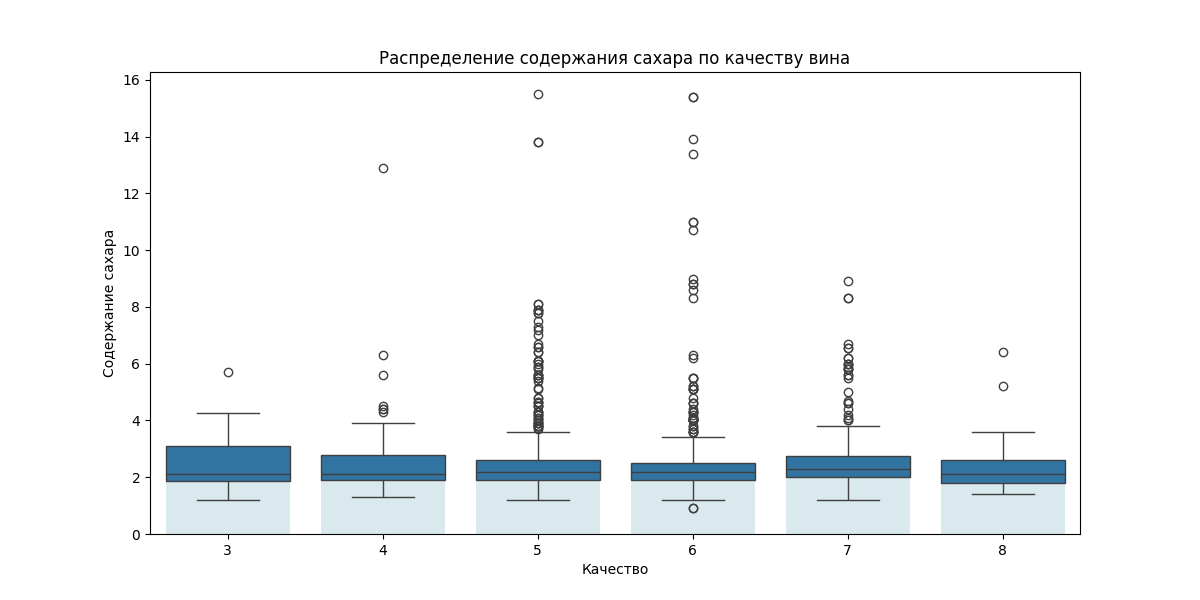 Распределение содержания сахара по качеству вина
16
14
12
10
8
6
4
2
0
Содержание сахара
3 4 5 6 7 8
Качество